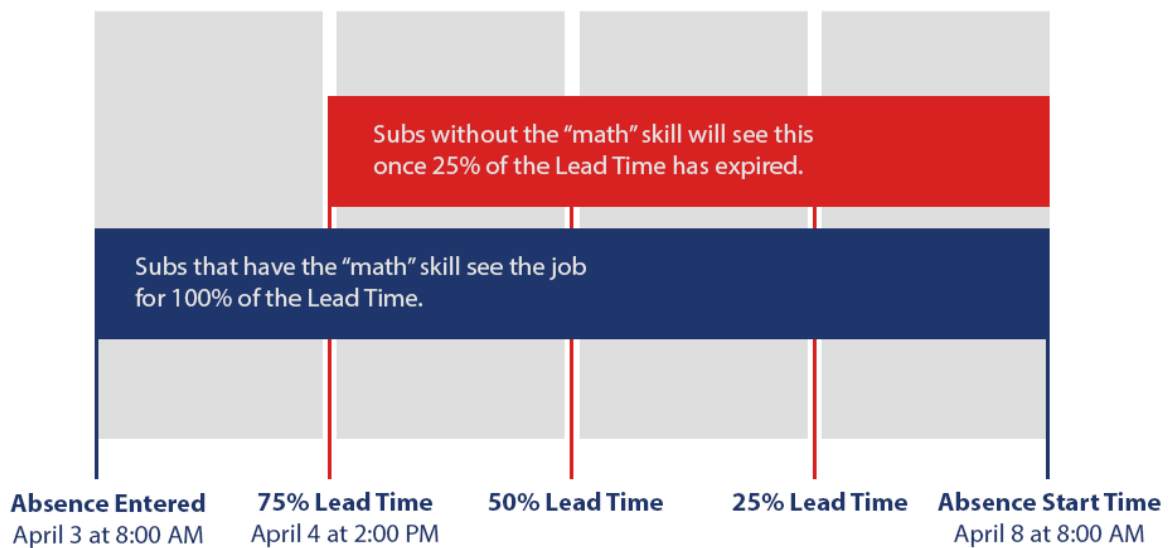 Subs without the “math” skill will see this
once 25% of the Lead Time has expired.
Subs that have the “math” skill see the job
for 100% of the Lead Time.
Absence Entered
April 3 at 8:00 AM
75% Lead Time
April 4 at 2:00 PM
50% Lead Time
25% Lead Time
Absence Start Time
April 8 at 8:00 AM